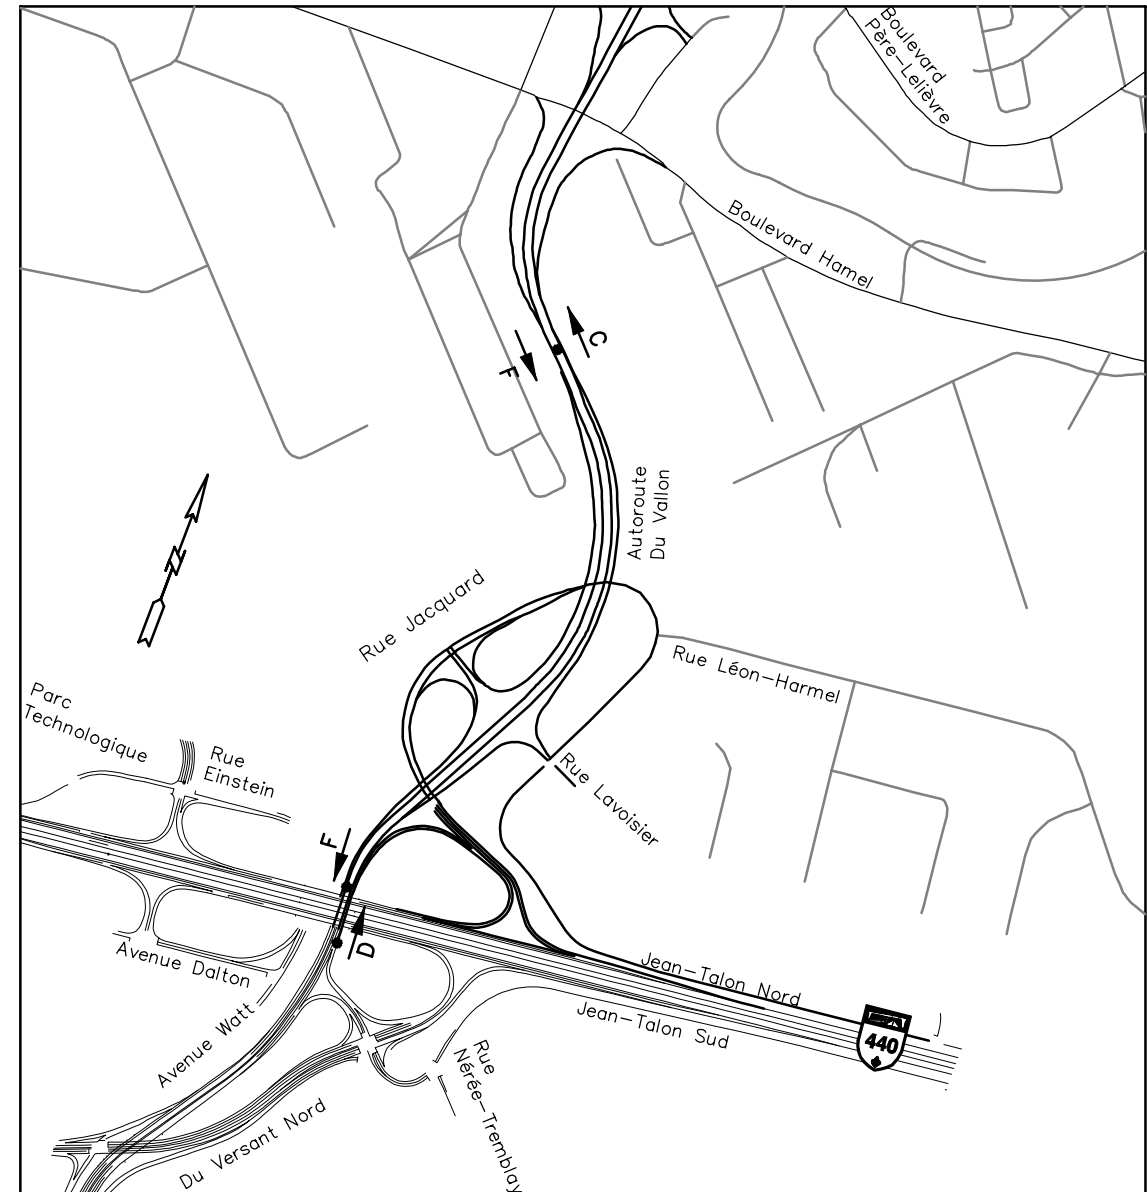 Boulevard
Père-Lelièvre
Boulevard Hamel
C
F
Autoroute
Du Vallon
Rue Jacquard
Rue Léon-Harmel
Parc
Technologique
Rue
Einstein
Rue Lavoisier
F
D
Avenue Dalton
Jean-Talon Nord
Jean-Talon Sud
440
Avenue Watt
Rue
Nérée-Tremblay
Du Versant Nord
N